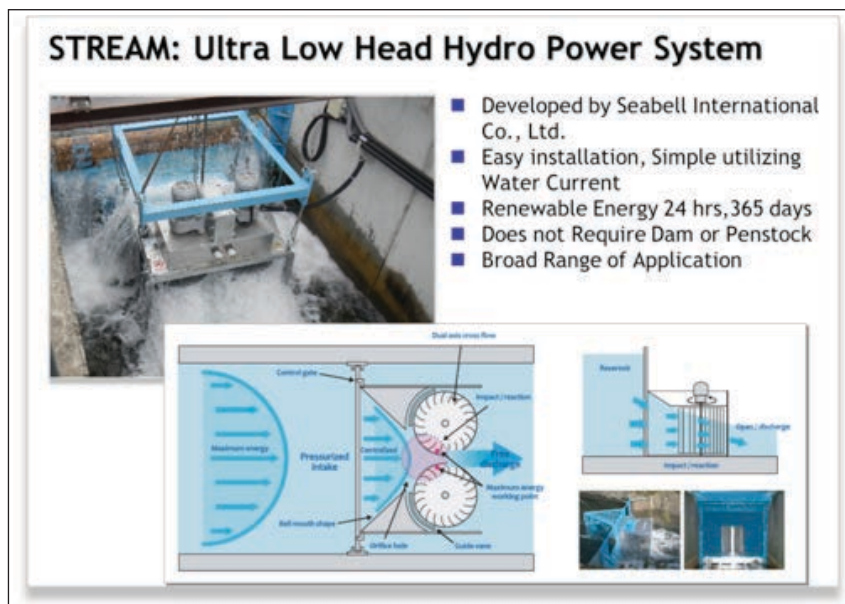 STREAM: Ultra Low Head Hydro Power System
Developed by Seabell International
Co., Ltd.
Easy installation, Simple utilizing
Water Current
Renewable Energy 24 hrs,365 days
Does not Require Dam or Penstock
Broad Range of Application
Dual axis cross flow
Control gate
Impact / reaction
Maximum energy
Pressurized
Intake
Centralized
Free
discharge
Maximum energy
working point
Bell mouth shape
Orifice hole
Guide vane
Reservoir
Open / discharge
Impact / reaction